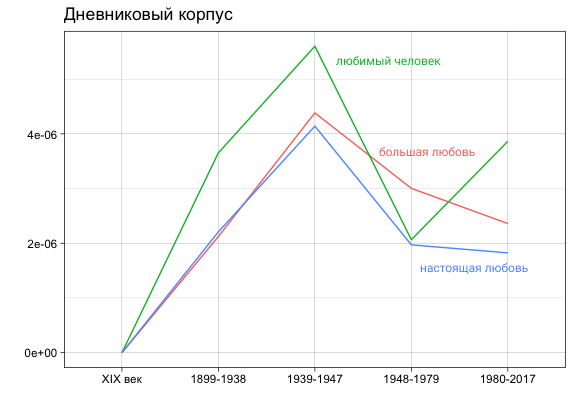 Дневниковый корпус
любимый человек
4e-06
большая любовь
2e-06
настоящая любовь
0e+00
XIX век 1899-1938 1939-1947 1948-1979 1980-2017